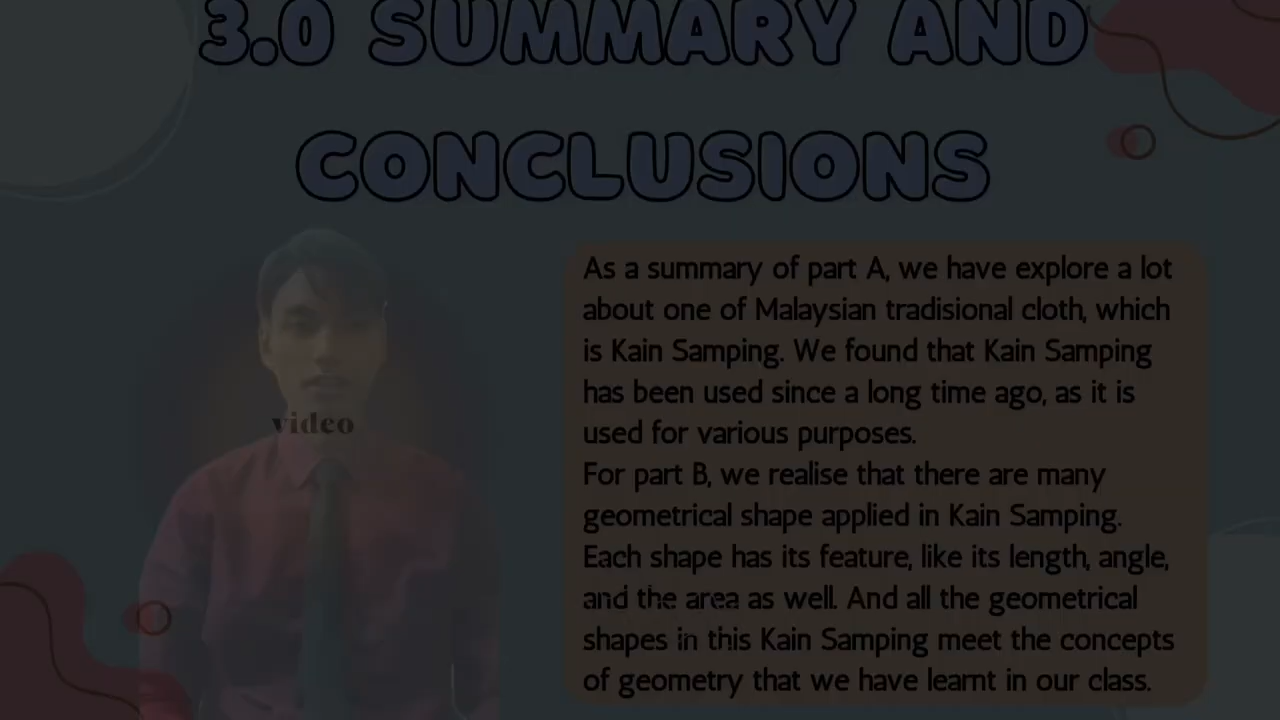 3.0 SUMMARY AND
CONCLUSIONS
video
As a summary of part A, we have explore a lot
about one of Malaysian tradisional cloth, which
is Kain Samping. We found that Kain Samping
has been used since a long time ago, as it is
used for various purposes.
For part B, we realise that there are many
geometrical shape applied in Kain Samping.
Each shape has its feature, like its length, angle,
and the area as well. And all the geometrical
shapes in this Kain Samping meet the concepts
of geometry that we have learnt in our class.